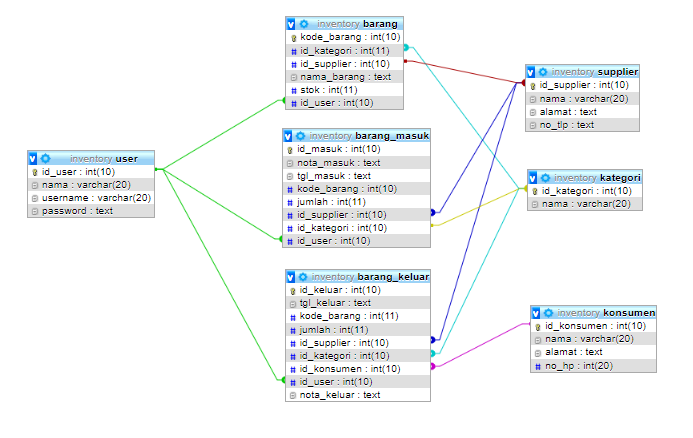 inventory barang
kode_barang : int(10)
id_kategori : int(11)
id_supplier : int(10)
nama_barang : text
stok : int(11)
id_user : int(10)
inventory supplier
id_supplier : int(10)
nama : varchar(20)
alamat : text
no_tlp : text
inventory barang_masuk
id_masuk : int(10)
nota_masuk : text
tgl_masuk : text
kode_barang : int(10)
jumlah : int(11)
id_supplier : int(10)
id_kategori : int(10)
id_user : int(10)
inventory user
id_user : int(10)
nama : varchar(20)
username : varchar(20)
password : text
inventory kategori
id_kategori : int(10)
nama : varchar(20)
inventory barang_keluar
id_keluar : int(10)
tgl_keluar : text
kode_barang : int(11)
jumlah : int(11)
id_supplier : int(10)
id_kategori : int(10)
id_konsumen : int(10)
id_user : int(10)
nota_keluar : text
inventory konsumen
id_konsumen : int(10)
nama : varchar(20)
alamat : text
no_hp : int(20)